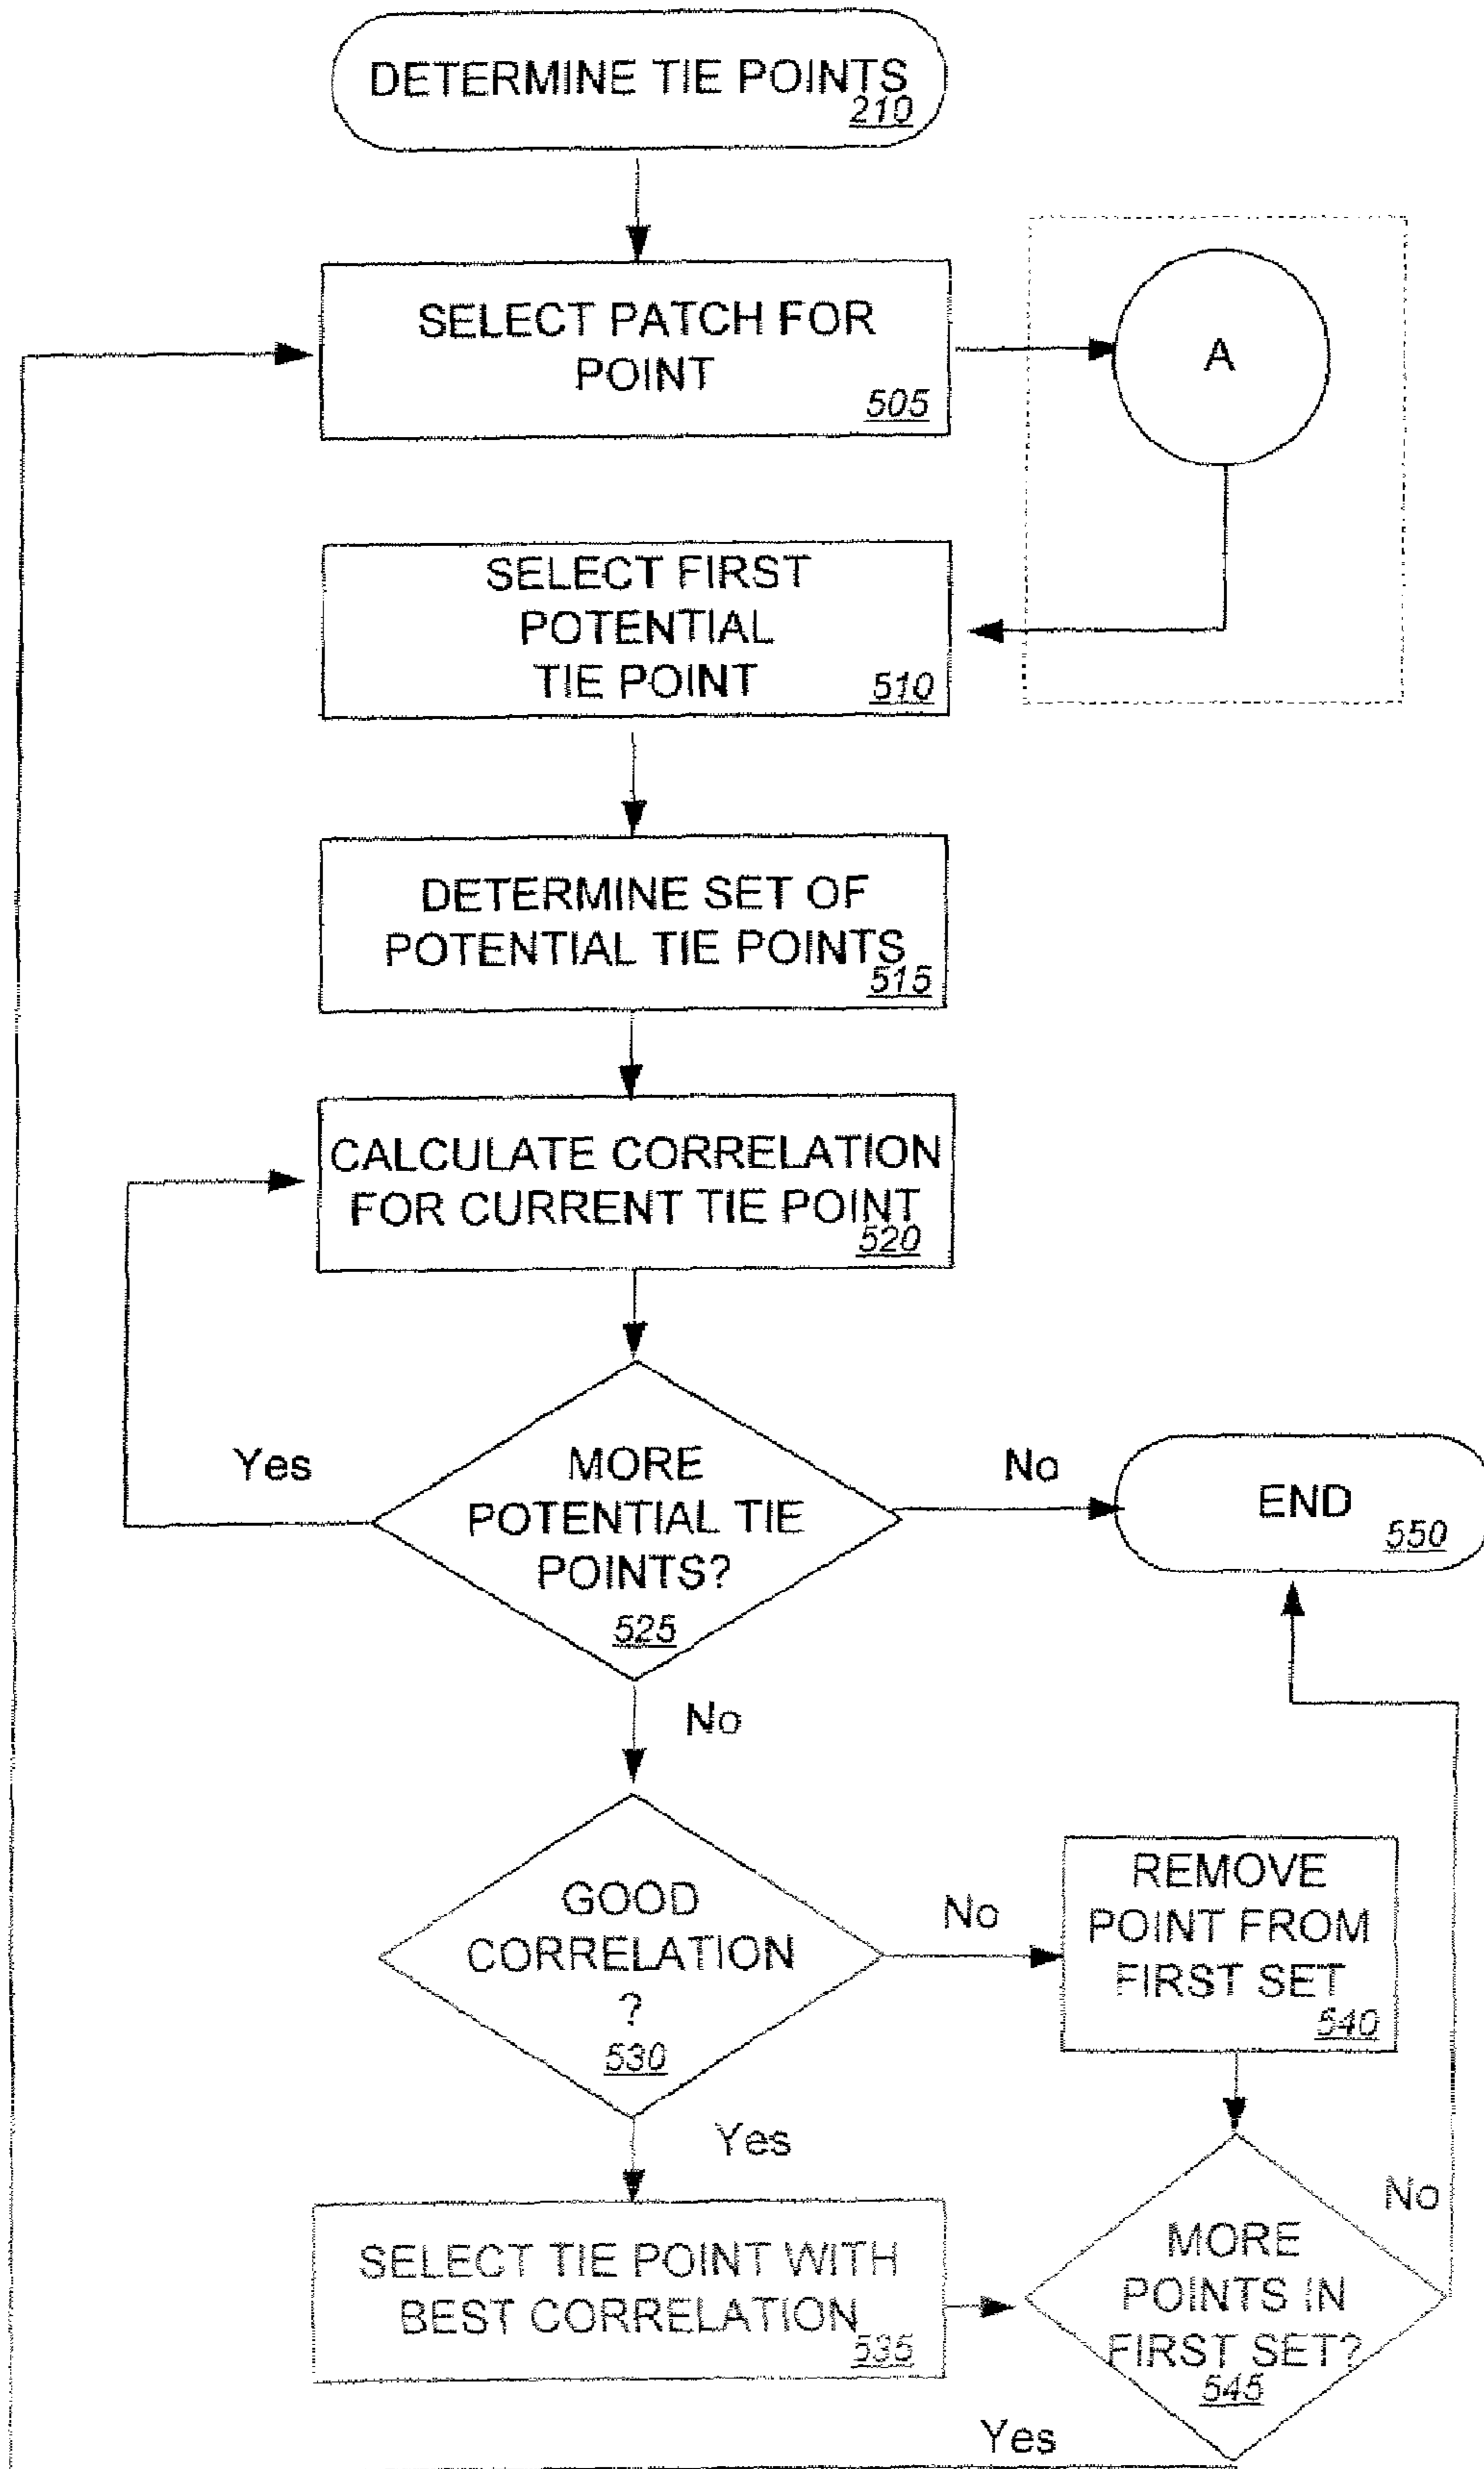 DETERMINE TIE POINTS
210
SELECT PATCH FOR
POINT
505
A
SELECT FIRST
POTENTIAL
TIE POINT
510
DETERMINE SET OF
POTENTIAL TIE POINTS
515
CALCULATE CORRELATION
FOR CURRENT TIE POINT
520
Yes
MORE
POTENTIAL TIE
POINTS?
525
No
END
550
No
GOOD
CORRELATION
?
530
No
REMOVE
POINT FROM
FIRST SET
540
Yes
SELECT TIE POINT WITH
BEST CORRELATION
535
MORE
POINTS IN
FIRST SET?
545
No
Yes